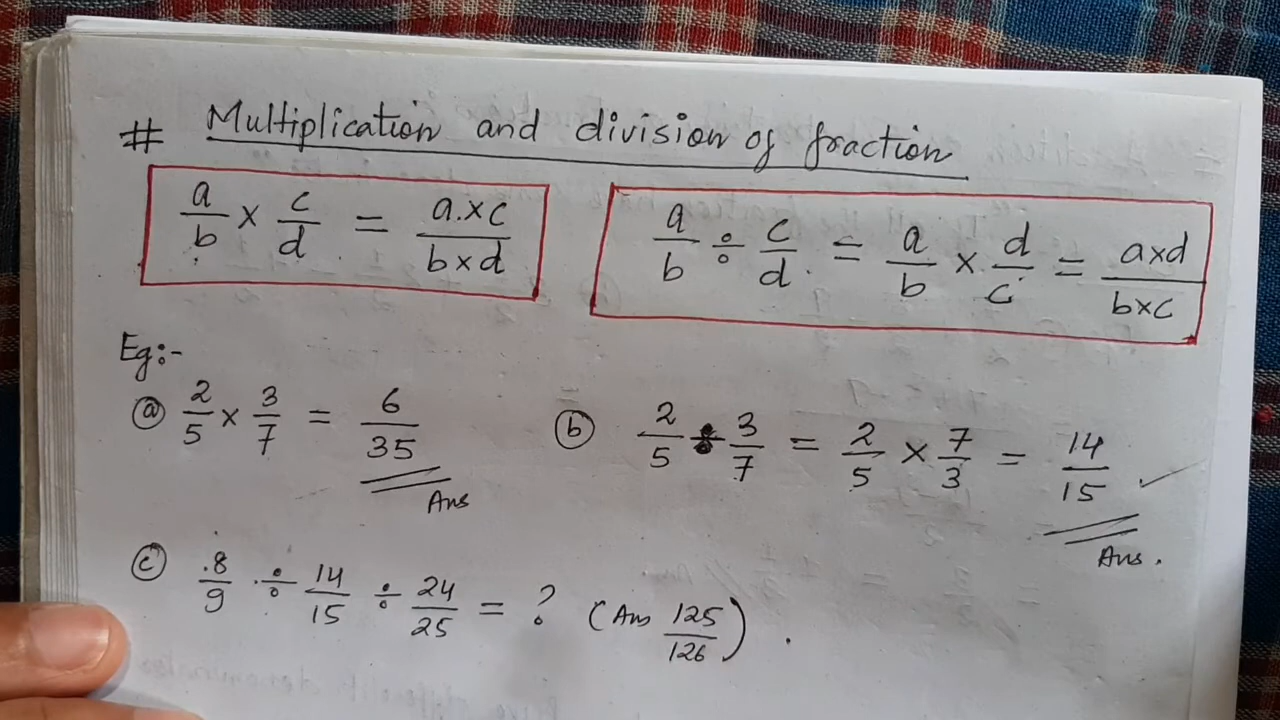 # Multiplication and division of fraction
a/b × c/d = a×c/b×d
a/b ÷ c/d = a/b × d/c = a×d/b×c
Eg:-
(a) 2/5 × 3/7 = 6/35 Ans
(b) 2/5 ÷ 3/7 = 2/5 × 7/3 = 14/15 Ans.
(c) 8/9 ÷ 14/15 ÷ 24/25 = ? (Ans 125/126).